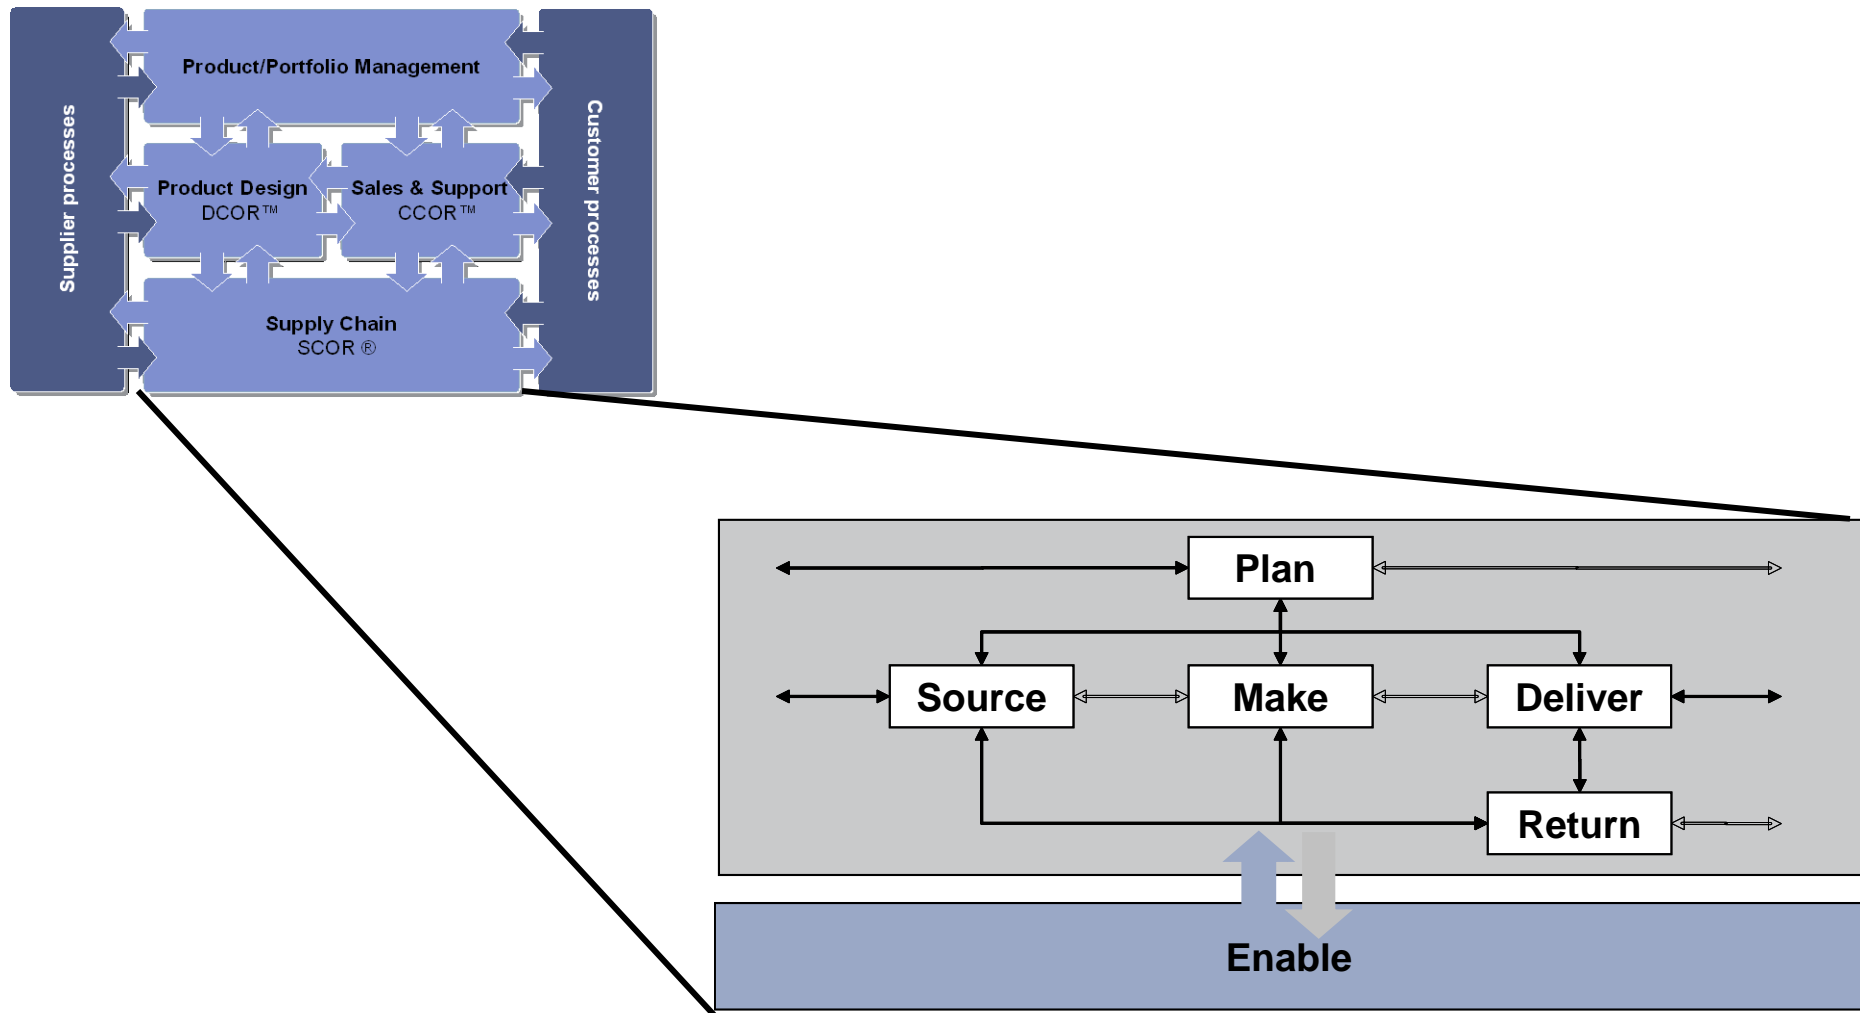 Supplier processes
Product/Portfolio Management
Customer processes
Product Design
DCOR™
Sales & Support
CCOR™
Supply Chain
SCOR ®
Plan
Source
Make
Deliver
Return
Enable